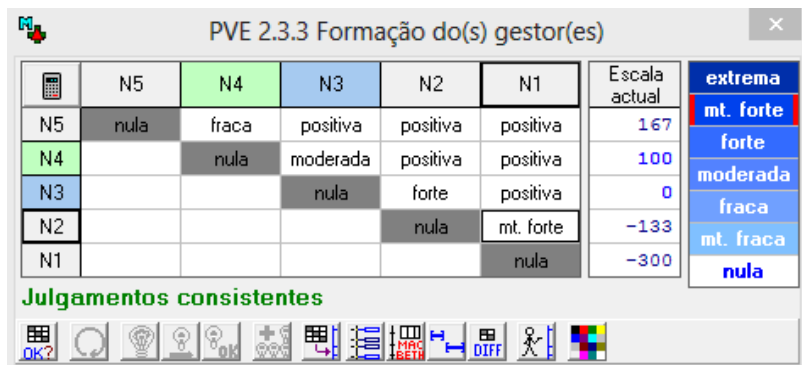 PVE 2.3.3 Formação do(s) gestor(es)
N5 N4 N3 N2 N1 Escala actual
N5 nula fraca positiva positiva positiva 167
N4 nula moderada positiva positiva 100
N3 nula forte positiva 0
N2 nula mt. forte -133
N1 nula -300
extrema
mt. forte
forte
moderada
fraca
mt. fraca
nula
Julgamentos consistentes
OK? OK MAC BETH DIFF